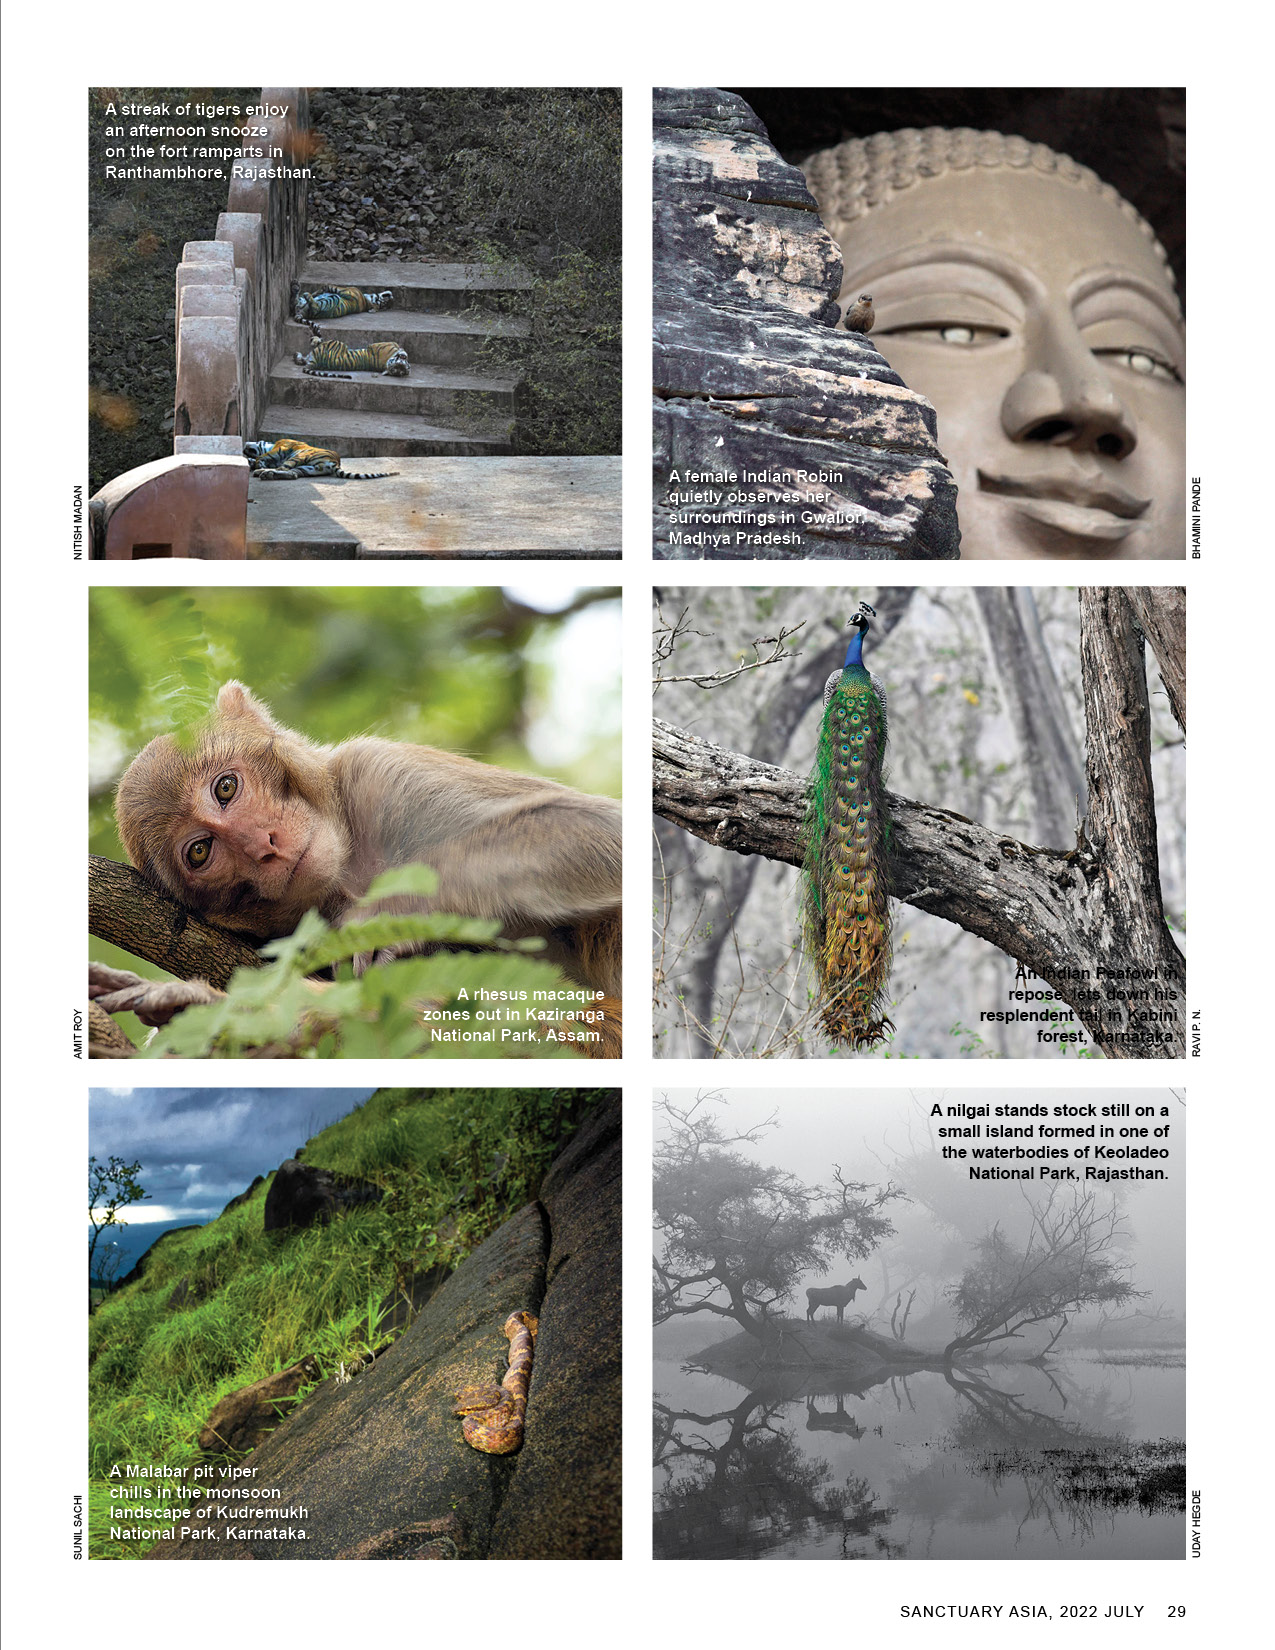 A streak of tigers enjoy
an afternoon snooze
on the fort ramparts in
Ranthambhore, Rajasthan.
NITISH MADAN
A female Indian Robin
quietly observes her
surroundings in Gwalior,
Madhya Pradesh.
BHAMINI PANDE
A rhesus macaque
zones out in Kaziranga
National Park, Assam.
AMIT ROY
An Indian Peafowl in
repose, lets down his
resplendent tail in Kabini
forest, Karnataka.
RAVI P. N.
A Malabar pit viper
chills in the monsoon
landscape of Kudremukh
National Park, Karnataka.
SUNIL SACHI
A nilgai stands stock still on a
small island formed in one of
the waterbodies of Keoladeo
National Park, Rajasthan.
UDAY HEGDE
SANCTUARY ASIA, 2022 JULY 29